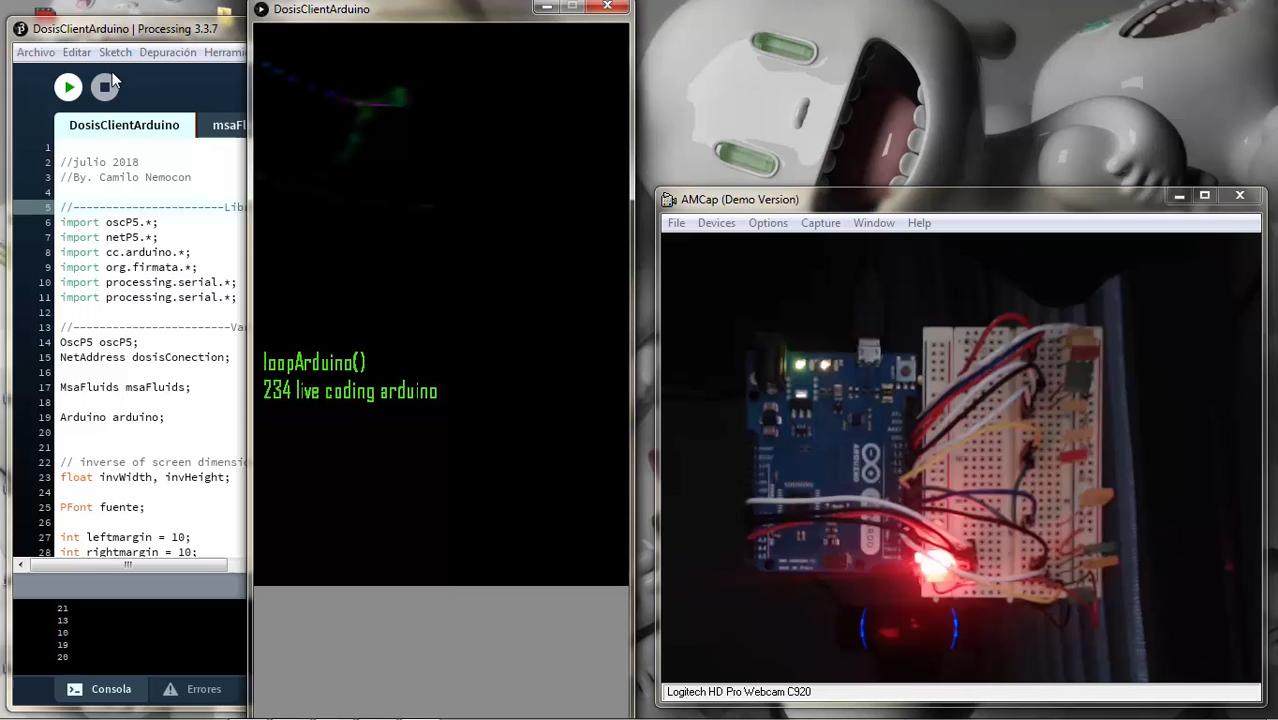 DosisClientArduino | Processing 3.3.7
Archivo Editar Sketch Depuración Herrami
DosisClientArduino msaFl
1
2 //julio 2018
3 //By. Camilo Nemocon
4
5 //-----------------------Lib
6 import oscP5.*;
7 import netP5.*;
8 import cc.arduino.*;
9 import org.firmata.*;
10 import processing.serial.*;
11 import processing.serial.*;
12
13 //------------------------Va
14 OscP5 oscP5;
15 NetAddress dosisConection;
16
17 MsaFluids msaFluids;
18
19 Arduino arduino;
20
21
22 // inverse of screen dimensi
23 float invWidth, invHeight;
24
25 PFont fuente;
26
27 int leftmargin = 10;
28 int rightmargin = 10;
21
13
10
19
20
Consola Errores
DosisClientArduino
loopArduino()
234 live coding arduino
AMCap (Demo Version)
File Devices Options Capture Window Help
ARDUINO
Logitech HD Pro Webcam C920